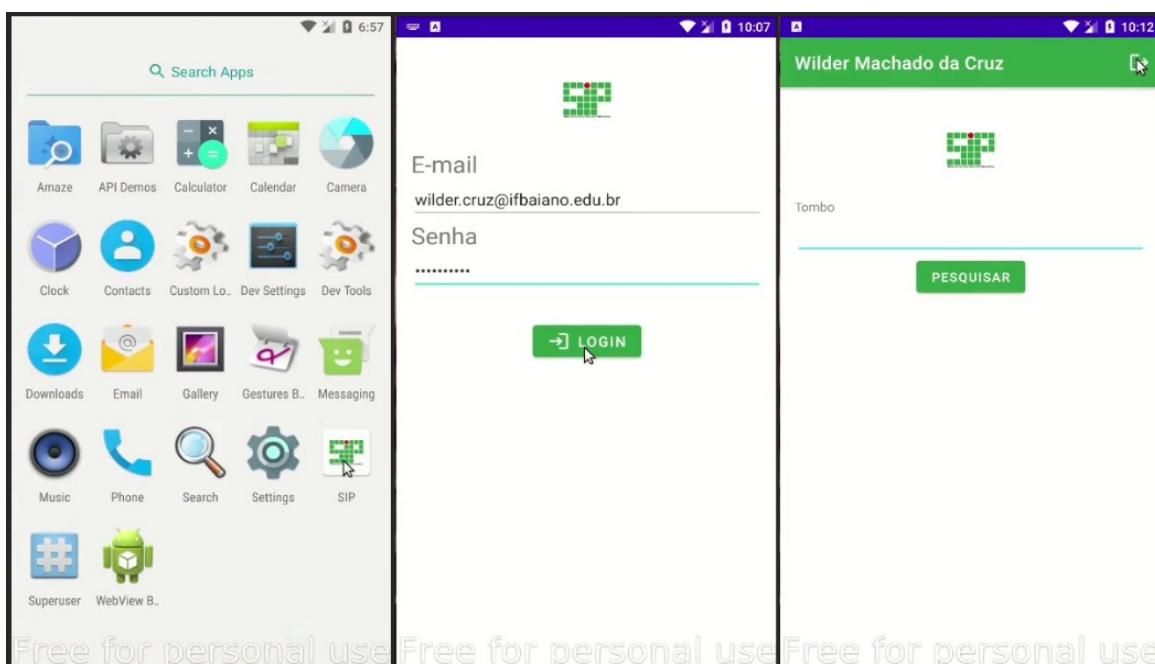 6:57
Search Apps
Amaze
API Demos
Calculator
Calendar
Camera
Clock
Contacts
Custom Lo..
Dev Settings
Dev Tools
Downloads
Email
Gallery
Gestures B..
Messaging
Music
Phone
Search
Settings
SIP
Superuser
WebView B..
Free for personal use
10:07
E-mail
wilder.cruz@ifbaiano.edu.br
Senha
••••••••••
LOGIN
Free for personal use
10:12
Wilder Machado da Cruz
Tombo
PESQUISAR
Free for personal use